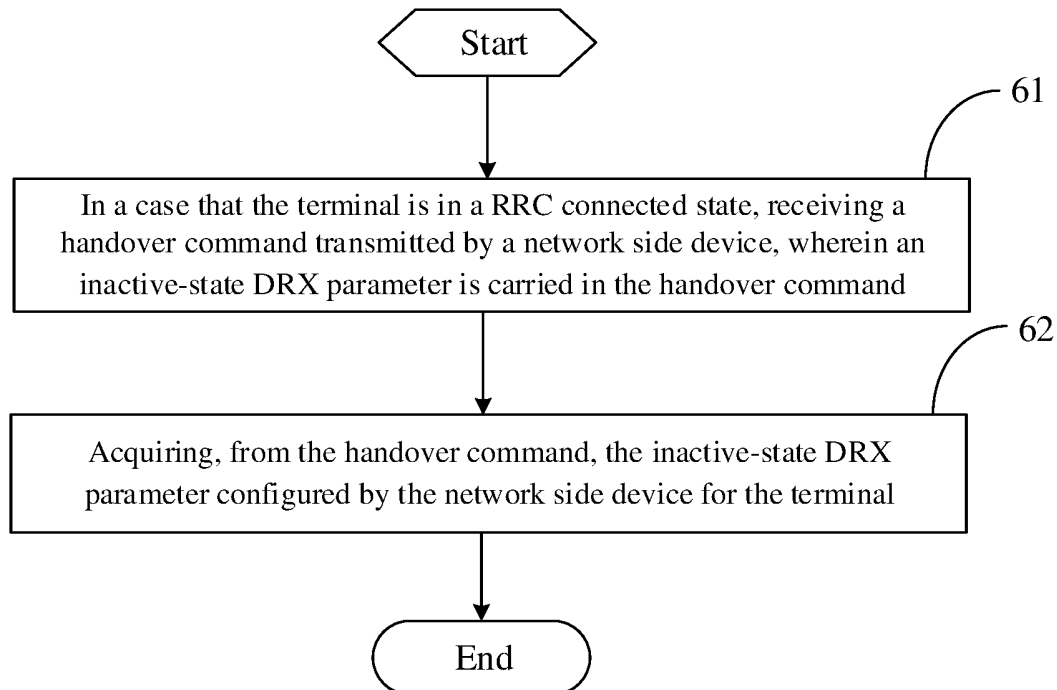 Start
61
In a case that the terminal is in a RRC connected state, receiving a
handover command transmitted by a network side device, wherein an
inactive-state DRX parameter is carried in the handover command
62
Acquiring, from the handover command, the inactive-state DRX
parameter configured by the network side device for the terminal
End